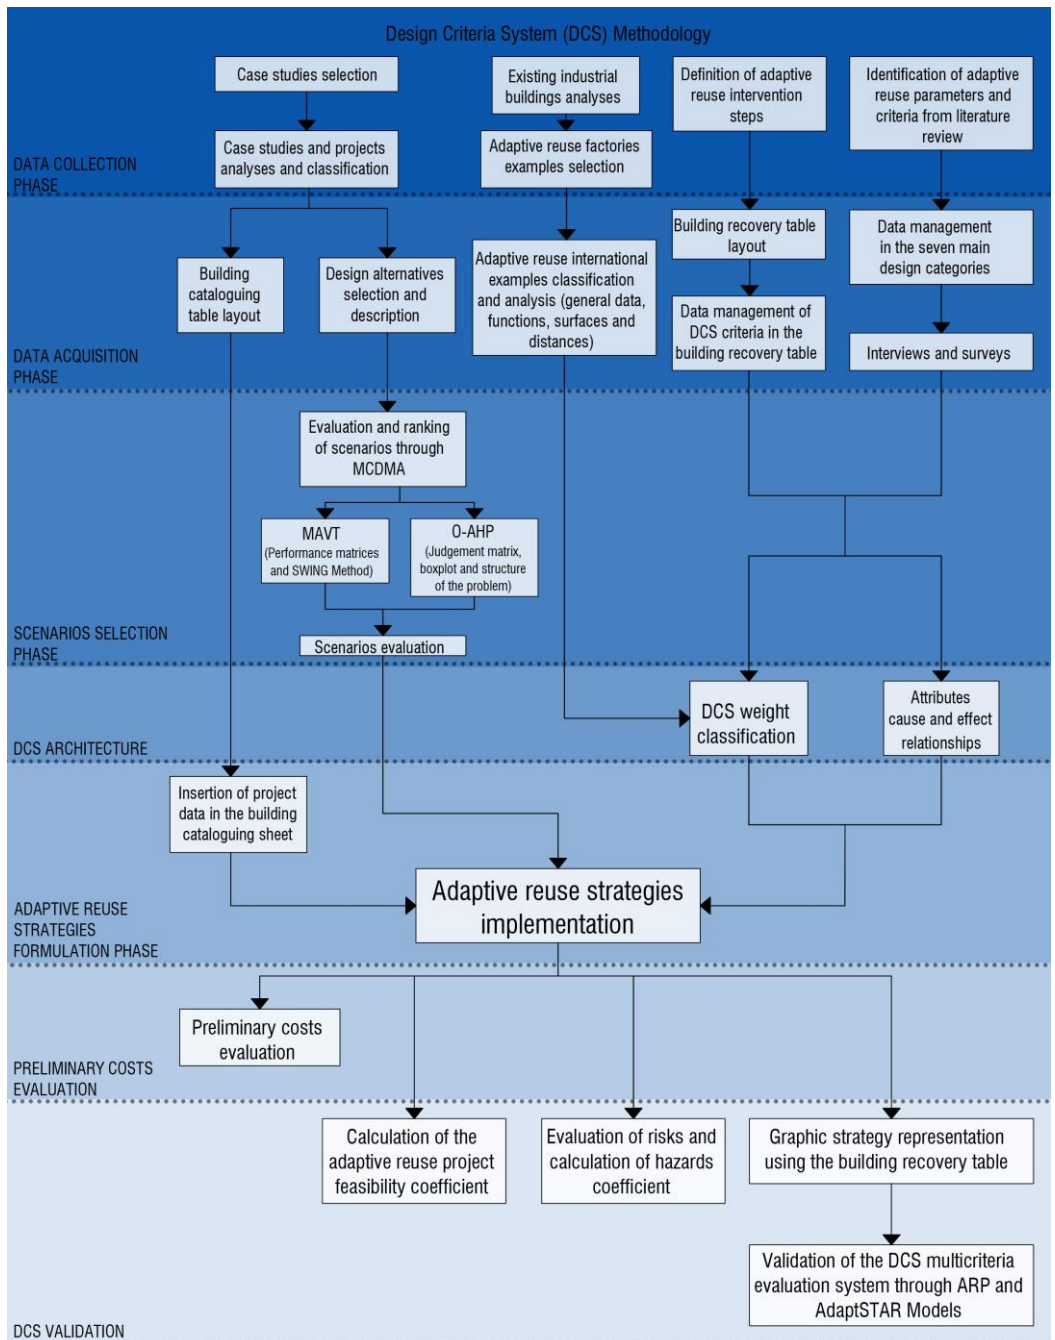 Design Criteria System (DCS) Methodology
Case studies selection
Existing industrial
buildings analyses
Definition of adaptive
reuse intervention
steps
Identification of adaptive
reuse parameters and
criteria from literature
review
Case studies and projects
analyses and classification
Adaptive reuse factories
examples selection
DATA COLLECTION
PHASE
Building
cataloguing
table layout
Design alternatives
selection and
description
Adaptive reuse international
examples classification
and analysis (general data,
functions, surfaces and
distances)
Building recovery table
layout
Data management
in the seven main
design categories
Data management of
DCS criteria in the
building recovery table
Interviews and surveys
DATA ACQUISITION
PHASE
Evaluation and ranking
of scenarios through
MCDMA
MAVT
(Performance matrices
and SWING Method)
O-AHP
(Judgement matrix,
boxplot and structure
of the problem)
Scenarios evaluation
SCENARIOS SELECTION
PHASE
DCS weight
classification
Attributes
cause and effect
relationships
DCS ARCHITECTURE
Insertion of project
data in the building
cataloguing sheet
Adaptive reuse strategies
implementation
ADAPTIVE REUSE
STRATEGIES
FORMULATION PHASE
Preliminary costs
evaluation
PRELIMINARY COSTS
EVALUATION
Calculation of the
adaptive reuse project
feasibility coefficient
Evaluation of risks and
calculation of hazards
coefficient
Graphic strategy representation
using the building recovery table
Validation of the DCS multicriteria
evaluation system through ARP and
AdaptSTAR Models
DCS VALIDATION